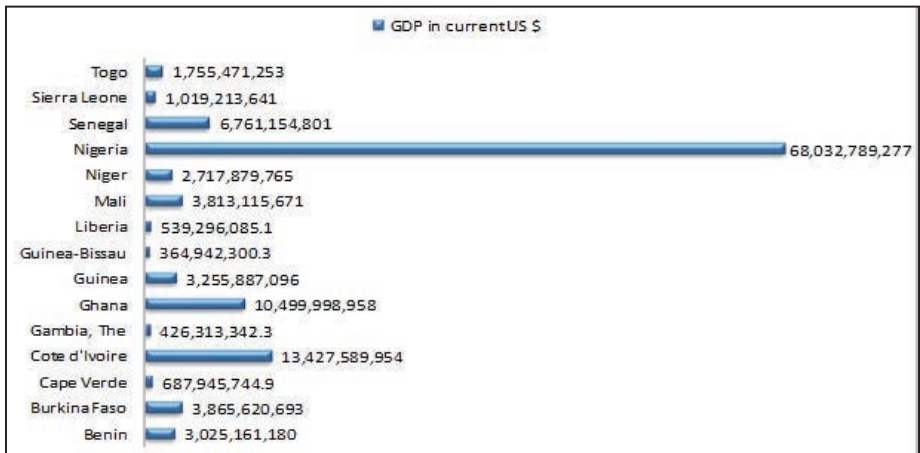 GDP in current US $
Togo 1,755,471,253
Sierra Leone 1,019,213,641
Senegal 6,761,154,801
Nigeria 68,032,789,277
Niger 2,717,879,765
Mali 3,813,115,671
Liberia 539,296,085.1
Guinea-Bissau 364,942,300.3
Guinea 3,255,887,096
Ghana 10,499,998,958
Gambia, The 426,313,342.3
Cote d'Ivoire 13,427,589,954
Cape Verde 687,945,744.9
Burkina Faso 3,865,620,693
Benin 3,025,161,180